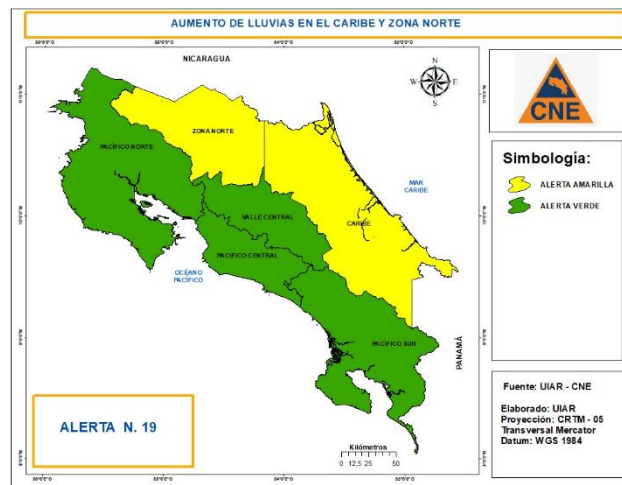 AUMENTO DE LLUVIAS EN EL CARIBE Y ZONA NORTE
NICARAGUA
N
W E
S
ZONA NORTE
PACÍFICO NORTE
MAR
CARIBE
VALLE CENTRAL
CARIBE
PACIFICO CENTRAL
OCÉANO
PACÍFICO
PACÍFICO SUR
PANAMÁ
ALERTA N. 19
Kilómetros
0 12,5 25 50
CNE
Simbología:
ALERTA AMARILLA
ALERTA VERDE
Fuente: UIAR - CNE
Elaborado: UIAR
Proyección: CRTM - 05
Transversal Mercator
Datum: WGS 1984